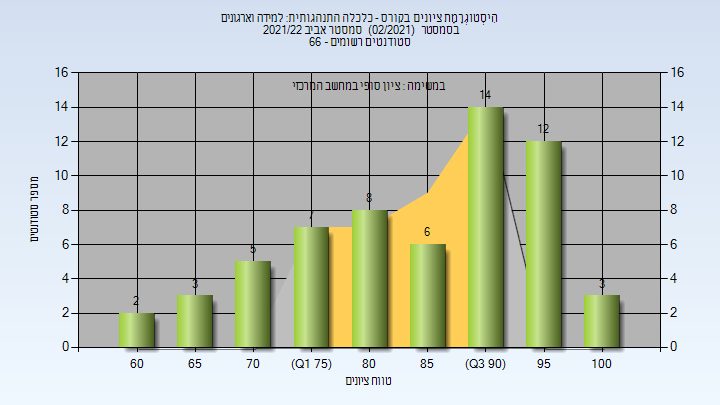 היסטוגרמת ציונים בקורס - כלכלה התנהגותית: למידה וארגונים
בסמסטר (02/2021) סמסטר אביב 2021/22
סטודנטים רשומים - 66
במשימה : ציון סופי במחשב המרכזי
16 16
14 14
12 12
10 10
8 8
6 6
4 4
2 2
0 0
2 3 5 7 8 6 14 12 3
60 65 70 (Q1 75) 80 85 (Q3 90) 95 100
מספר סטודנטים
טווח ציונים